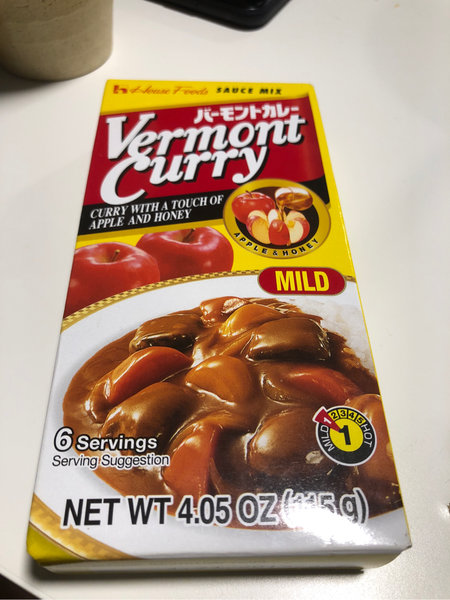 House Foods SAUCE MIX
バーモントカレー
Vermont
Curry
CURRY WITH A TOUCH OF
APPLE AND HONEY
APPLE & HONEY
MILD
6 Servings
Serving Suggestion
MILD 1 2 3 4 5 HOT
1
NET WT 4.05 OZ (115 g)